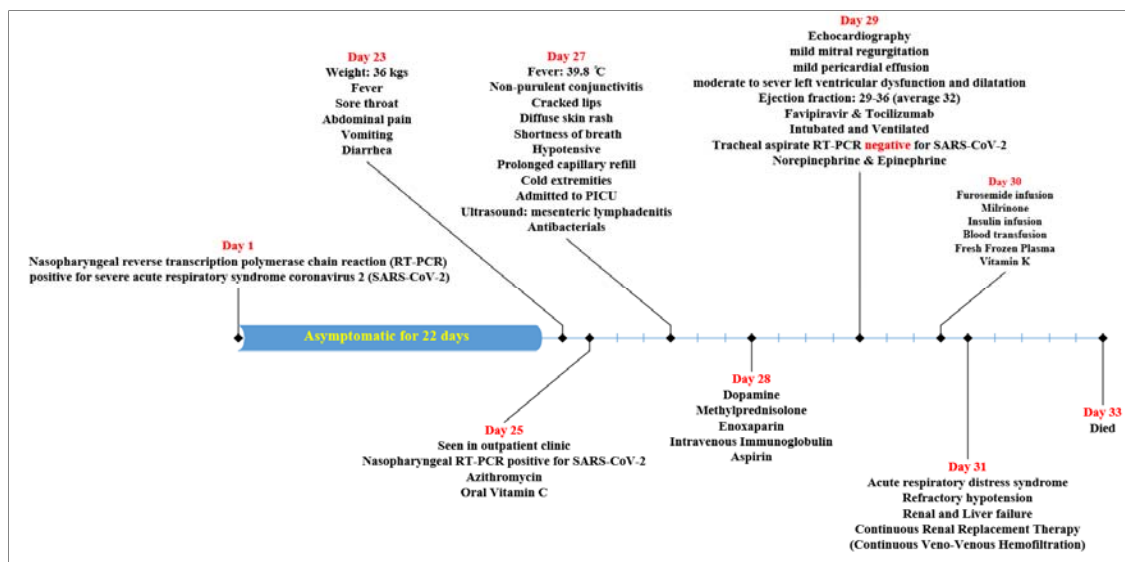 Day 1
Nasopharyngeal reverse transcription polymerase chain reaction (RT-PCR)
positive for severe acute respiratory syndrome coronavirus 2 (SARS-CoV-2)
Asymptomatic for 22 days
Day 23
Weight: 36 kgs
Fever
Sore throat
Abdominal pain
Vomiting
Diarrhea
Day 25
Seen in outpatient clinic
Nasopharyngeal RT-PCR positive for SARS-CoV-2
Azithromycin
Oral Vitamin C
Day 27
Fever: 39.8 ℃
Non-purulent conjunctivitis
Cracked lips
Diffuse skin rash
Shortness of breath
Hypotensive
Prolonged capillary refill
Cold extremities
Admitted to PICU
Ultrasound: mesenteric lymphadenitis
Antibacterials
Day 28
Dopamine
Methylprednisolone
Enoxaparin
Intravenous Immunoglobulin
Aspirin
Day 29
Echocardiography
mild mitral regurgitation
mild pericardial effusion
moderate to sever left ventricular dysfunction and dilatation
Ejection fraction: 29-36 (average 32)
Favipiravir & Tocilizumab
Intubated and Ventilated
Tracheal aspirate RT-PCR negative for SARS-CoV-2
Norepinephrine & Epinephrine
Day 30
Furosemide infusion
Milrinone
Insulin infusion
Blood transfusion
Fresh Frozen Plasma
Vitamin K
Day 31
Acute respiratory distress syndrome
Refractory hypotension
Renal and Liver failure
Continuous Renal Replacement Therapy
(Continuous Veno-Venous Hemofiltration)
Day 33
Died